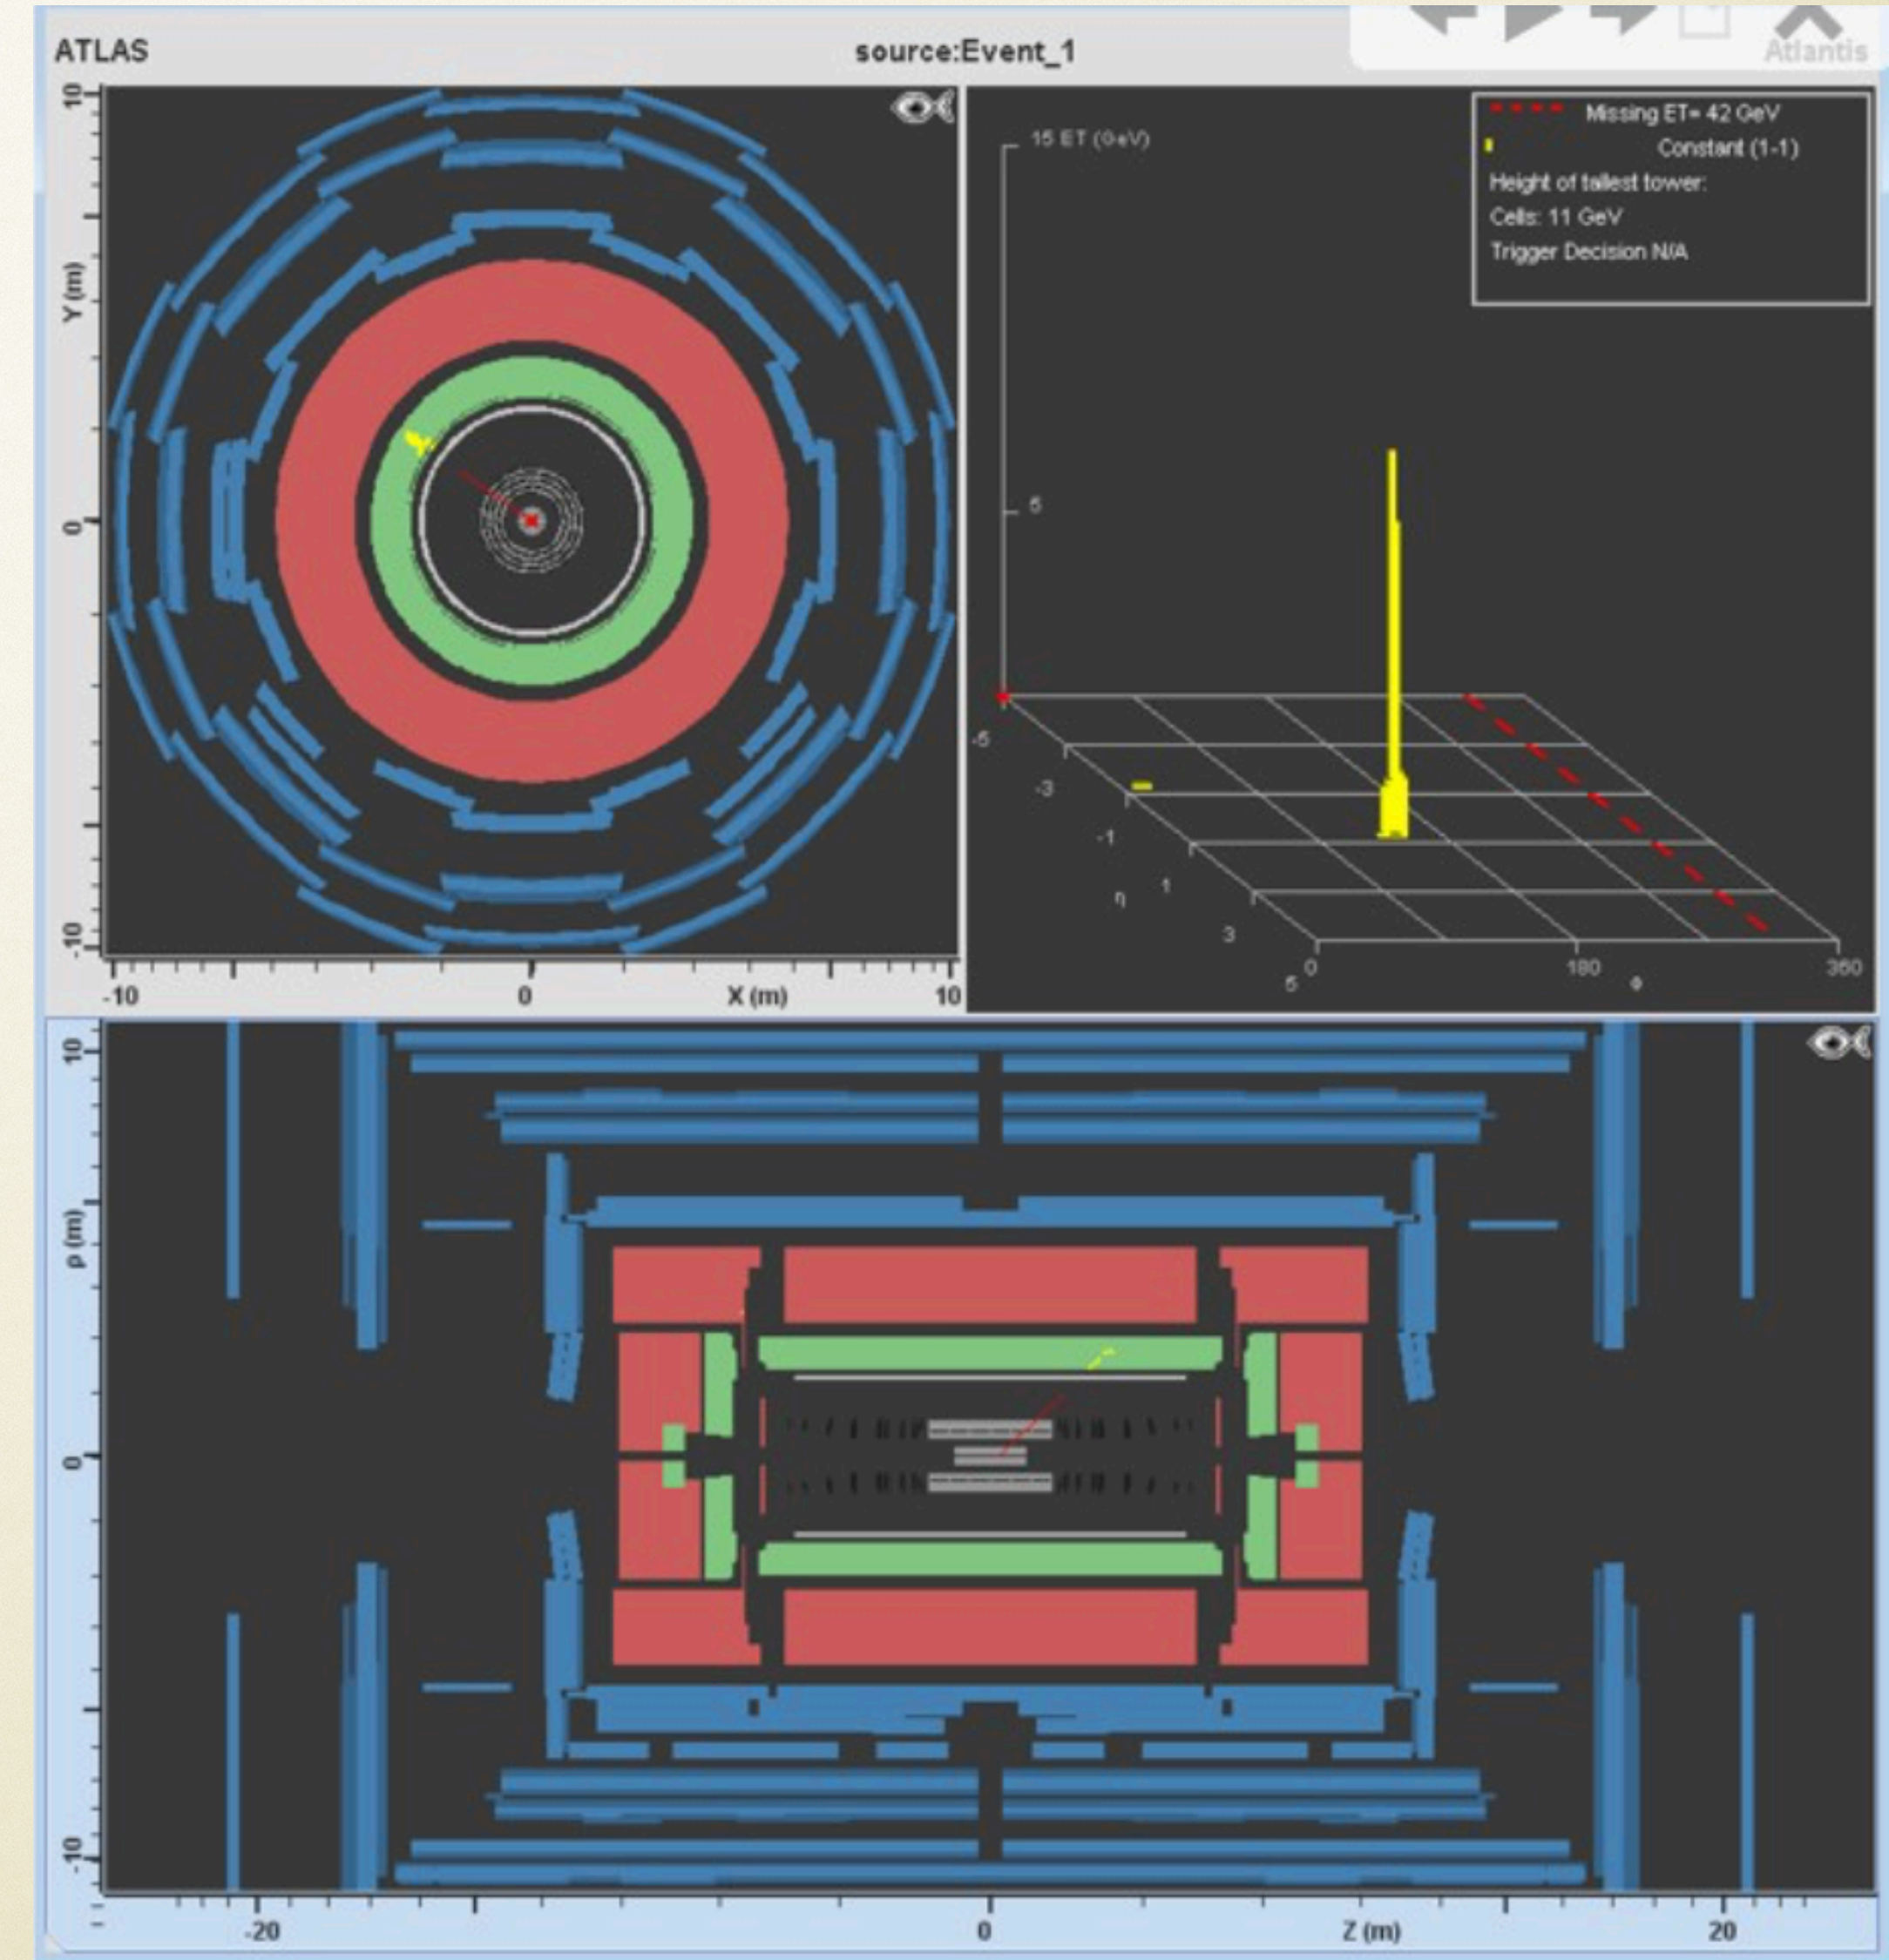 ATLAS
source:Event_1
Atlantis
10
Y (m)
0
-10
-10
0
X (m)
10
15 ET (GeV)
5
Missing ET= 42 GeV
Constant (1-1)
Height of tallest tower:
Cells: 11 GeV
Trigger Decision N/A
-5
-3
-1
1
η
3
5
0
180
360
Φ
10
ρ (m)
0
-10
-20
0
Z (m)
20